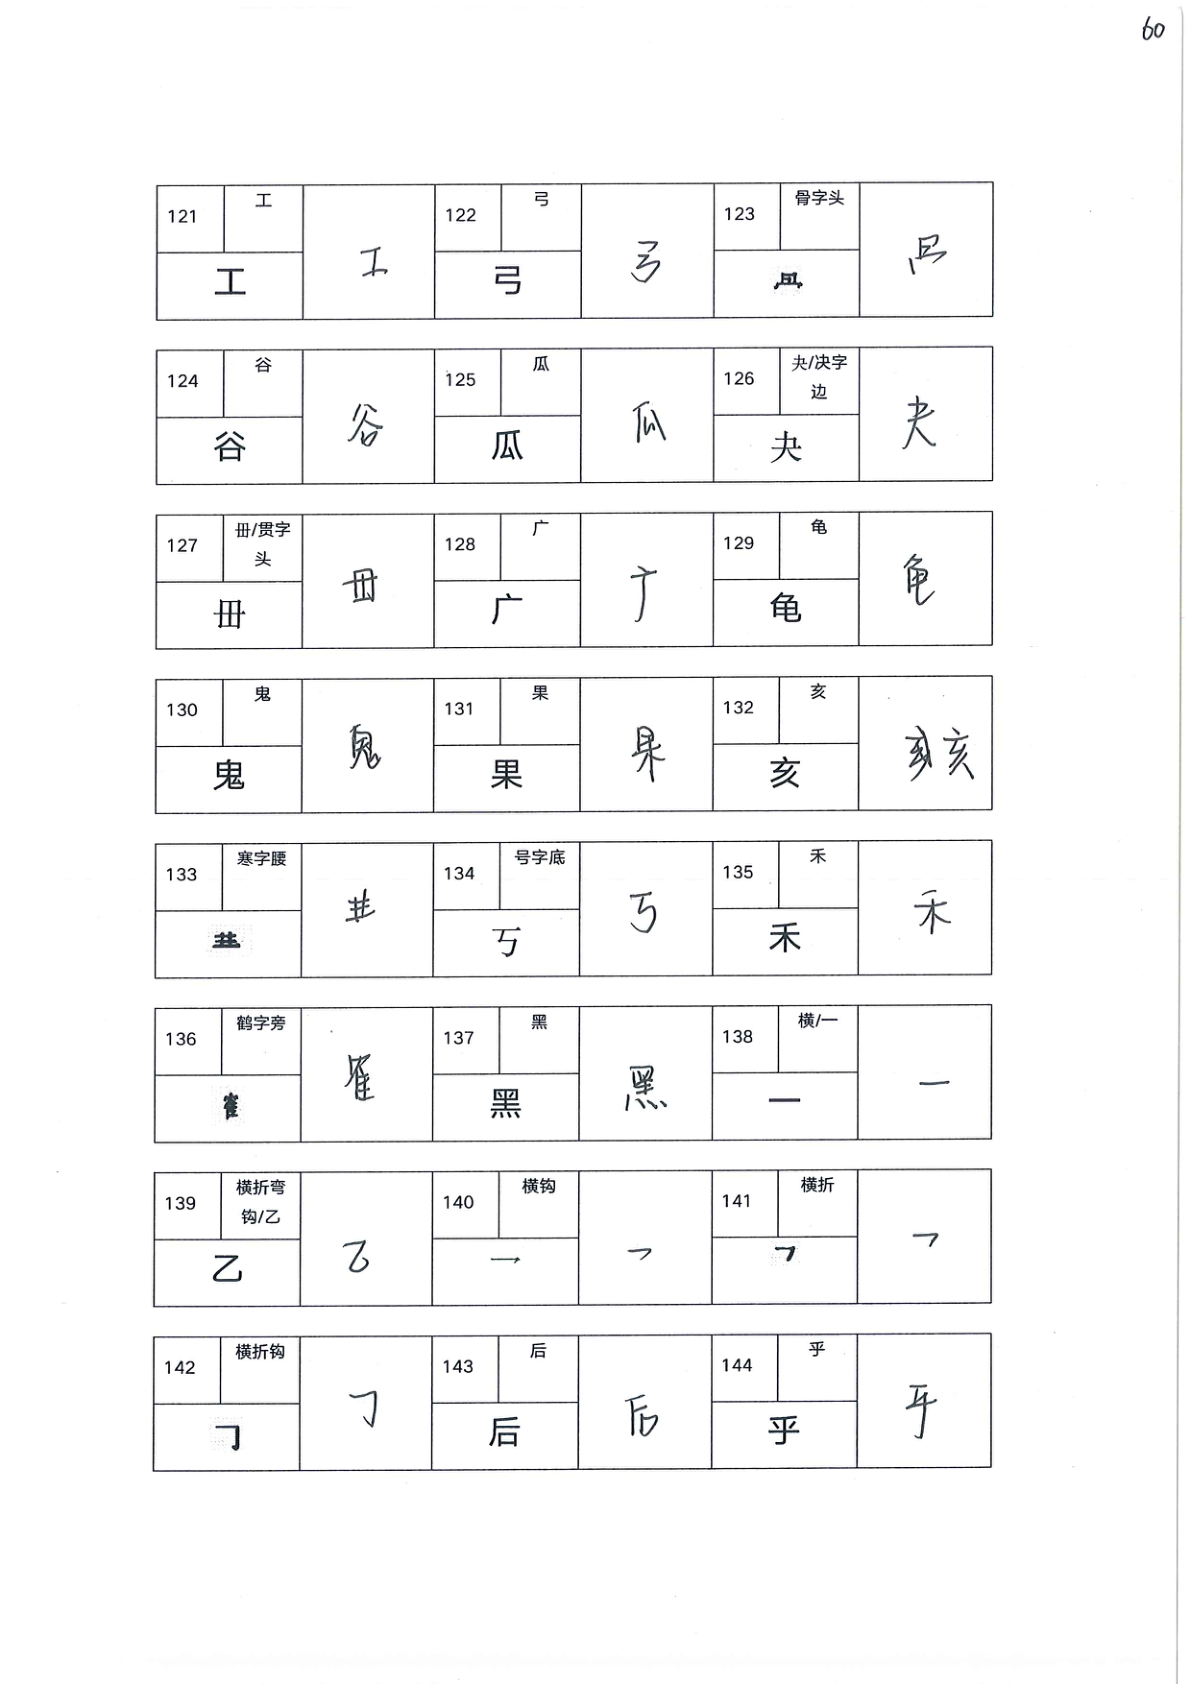 60
121 工 工 工
122 弓 弓 弓
123 骨字头
124 谷 谷 谷
125 瓜 瓜 瓜
126 夬/决字边 夬 夬
127 毌/贯字头 毌 毌
128 广 广 广
129 龟 龟 龟
130 鬼 鬼 鬼
131 果 果 果
132 亥 亥 亥
133 寒字腰 龷 龷
134 号字底 丂 丂
135 禾 禾 禾
136 鹤字旁 隺 隺
137 黑 黑 黑
138 横/一 一 一
139 横折弯钩/乙 乙 乙
140 横钩 乛 乛
141 横折 𠃍 𠃍
142 横折钩 𠃌 𠃌
143 后 后 后
144 乎 乎 乎